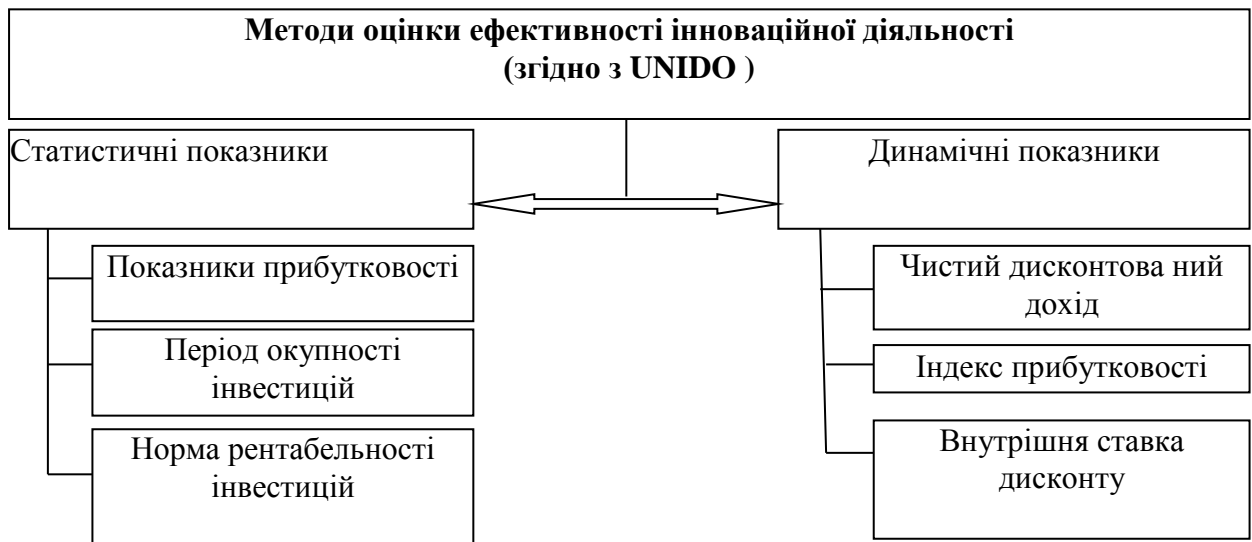 Методи оцінки ефективності інноваційної діяльності
(згідно з UNIDO )
Статистичні показники
Динамічні показники
Показники прибутковості
Період окупності
інвестицій
Норма рентабельності
інвестицій
Чистий дисконтова ний
дохід
Індекс прибутковості
Внутрішня ставка
дисконту